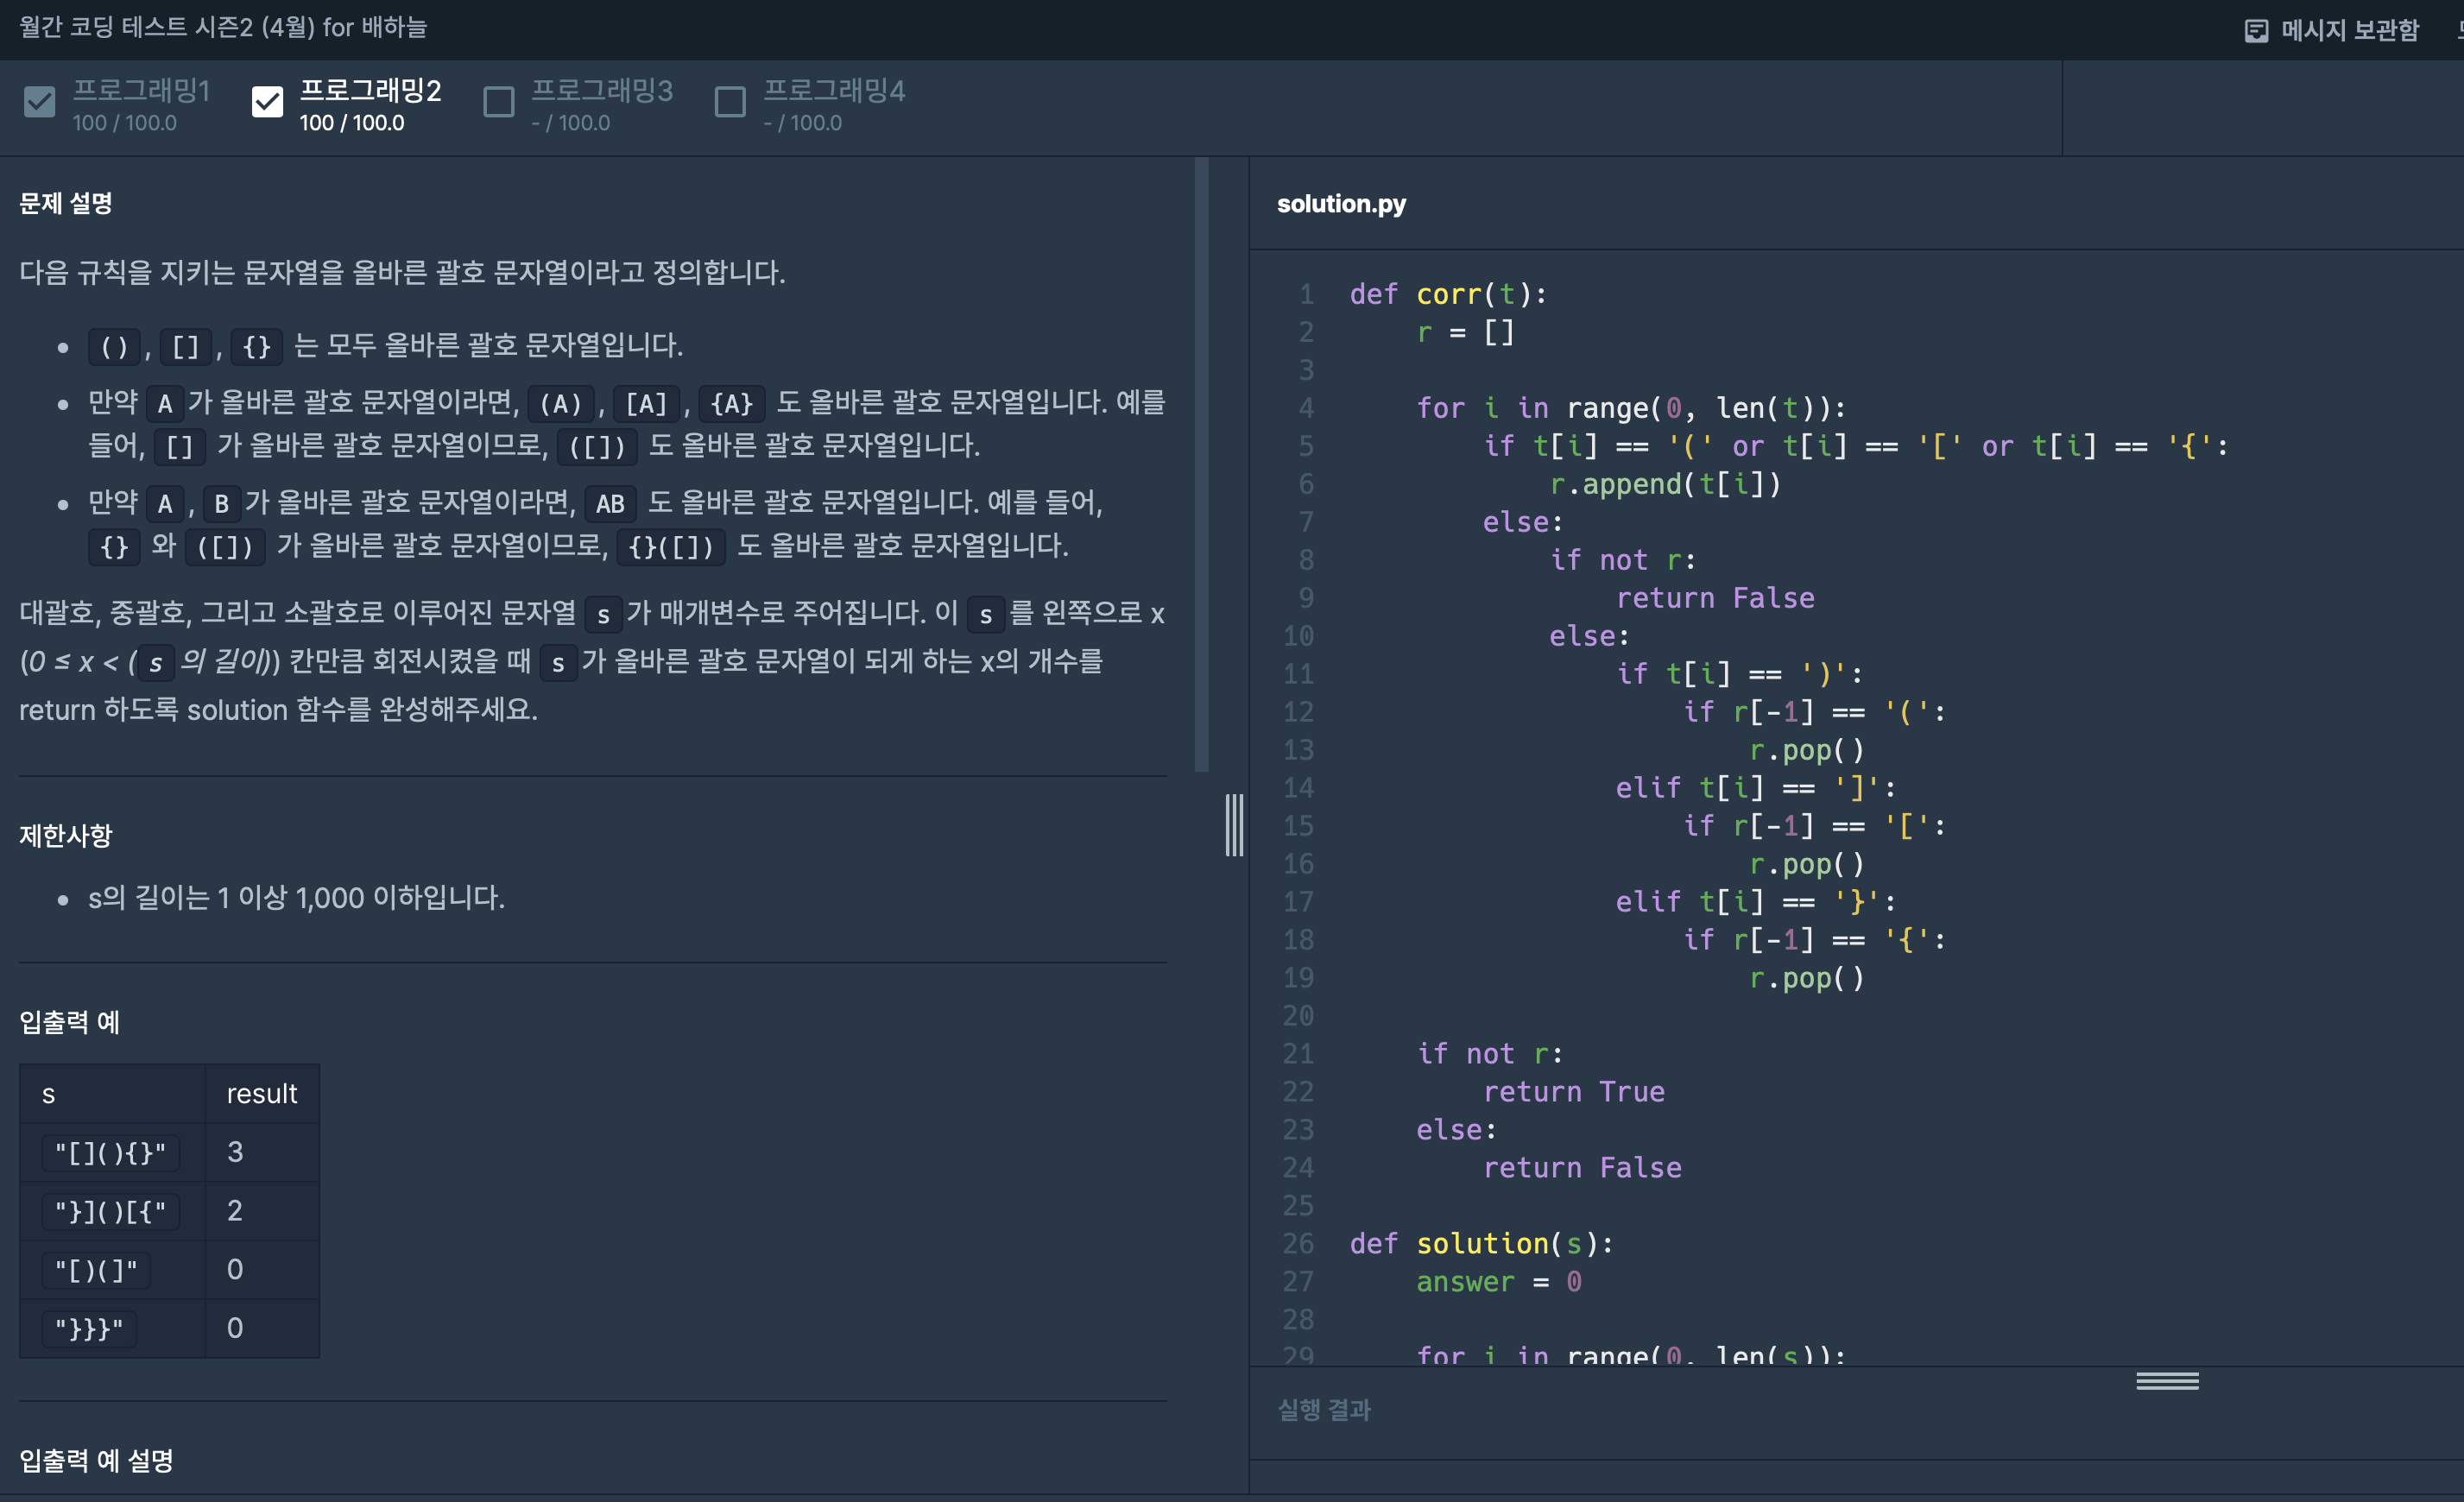 월간 코딩 테스트 시즌2 (4월) for 배하늘
메시지 보관함
프로그래밍1
100 / 100.0
프로그래밍2
100 / 100.0
프로그래밍3
- / 100.0
프로그래밍4
- / 100.0
문제 설명
다음 규칙을 지키는 문자열을 올바른 괄호 문자열이라고 정의합니다.
• (), [], {} 는 모두 올바른 괄호 문자열입니다.
• 만약 A가 올바른 괄호 문자열이라면, (A), [A], {A} 도 올바른 괄호 문자열입니다. 예를
들어, [] 가 올바른 괄호 문자열이므로, ([]) 도 올바른 괄호 문자열입니다.
• 만약 A, B가 올바른 괄호 문자열이라면, AB 도 올바른 괄호 문자열입니다. 예를 들어,
{} 와 ([]) 가 올바른 괄호 문자열이므로, {}([]) 도 올바른 괄호 문자열입니다.
대괄호, 중괄호, 그리고 소괄호로 이루어진 문자열 s가 매개변수로 주어집니다. 이 s를 왼쪽으로 x
(0 ≤ x < (s의 길이)) 칸만큼 회전시켰을 때 s가 올바른 괄호 문자열이 되게 하는 x의 개수를
return 하도록 solution 함수를 완성해주세요.
제한사항
• s의 길이는 1 이상 1,000 이하입니다.
입출력 예
s result
"[](){}" 3
"}]()[{" 2
"[)(]" 0
"}}}" 0
입출력 예 설명
solution.py
1 def corr(t):
2     r = []
3
4     for i in range(0, len(t)):
5         if t[i] == '(' or t[i] == '[' or t[i] == '{':
6             r.append(t[i])
7         else:
8             if not r:
9                 return False
10             else:
11                 if t[i] == ')':
12                     if r[-1] == '(':
13                         r.pop()
14                 elif t[i] == ']':
15                     if r[-1] == '[':
16                         r.pop()
17                 elif t[i] == '}':
18                     if r[-1] == '{':
19                         r.pop()
20
21     if not r:
22         return True
23     else:
24         return False
25
26 def solution(s):
27     answer = 0
28
29     for i in range(0, len(s)):
실행 결과